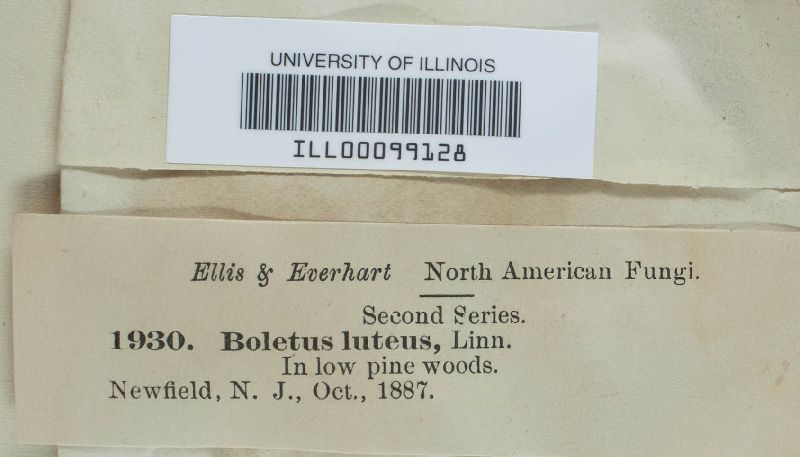 UNIVERSITY OF ILLINOIS
ILL00099128
Ellis & Everhart North American Fungi.
Second Series.
1930. Boletus luteus, Linn.
In low pine woods.
Newfield, N. J., Oct., 1887.